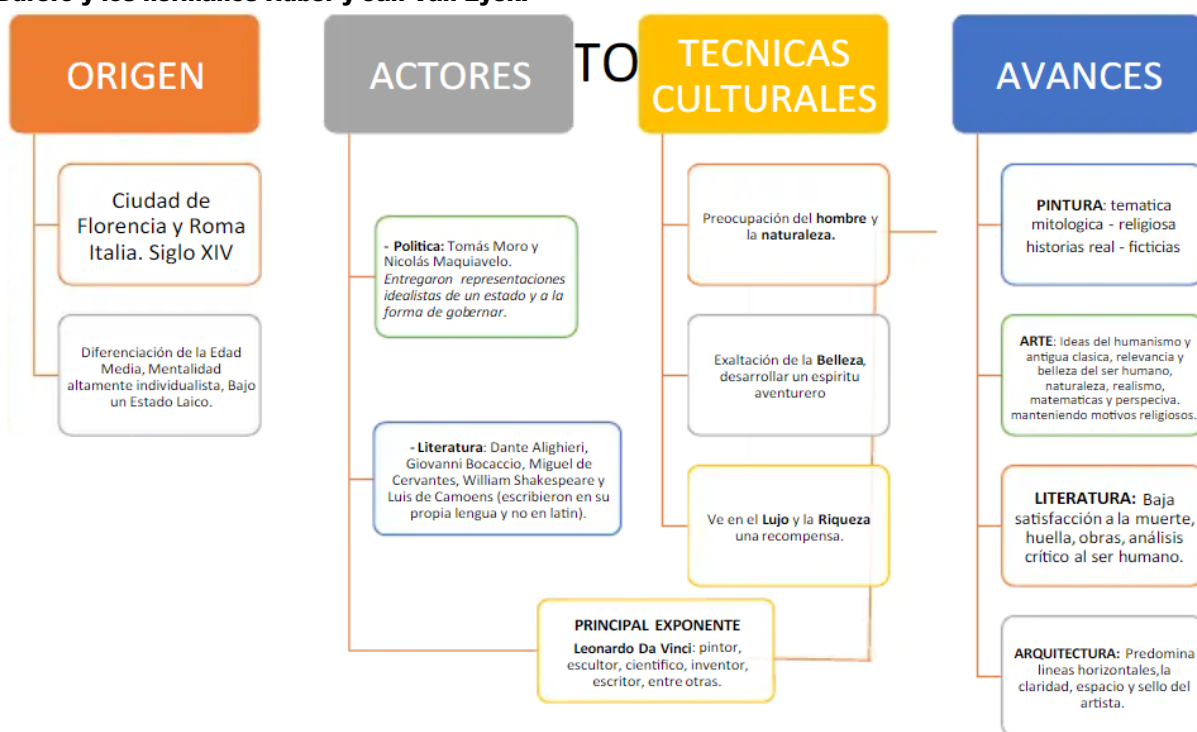 ORIGEN
Ciudad de
Florencia y Roma
Italia. Siglo XIV
Diferenciación de la Edad
Media, Mentalidad
altamente individualista, Bajo
un Estado Laico.
ACTORES
- Politica: Tomás Moro y
Nicolás Maquiavelo.
Entregaron representaciones
idealistas de un estado y a la
forma de gobernar.
- Literatura: Dante Alighieri,
Giovanni Bocaccio, Miguel de
Cervantes, William Shakespeare y
Luis de Camoens (escribieron en su
propia lengua y no en latin).
PRINCIPAL EXPONENTE
Leonardo Da Vinci: pintor,
escultor, científico, inventor,
escritor, entre otras.
TO
TECNICAS
CULTURALES
Preocupación del hombre y
la naturaleza.
Exaltación de la Belleza,
desarrollar un espiritu
aventurero
Ve en el Lujo y la Riqueza
una recompensa.
AVANCES
PINTURA: tematica
mitologica - religiosa
historias real - ficticias
ARTE: Ideas del humanismo y
antigua clasica, relevancia y
belleza del ser humano,
naturaleza, realismo,
matematicas y perspeciva.
manteniendo motivos religiosos.
LITERATURA: Baja
satisfacción a la muerte,
huella, obras, análisis
crítico al ser humano.
ARQUITECTURA: Predomina
lineas horizontales,la
claridad, espacio y sello del
artista.